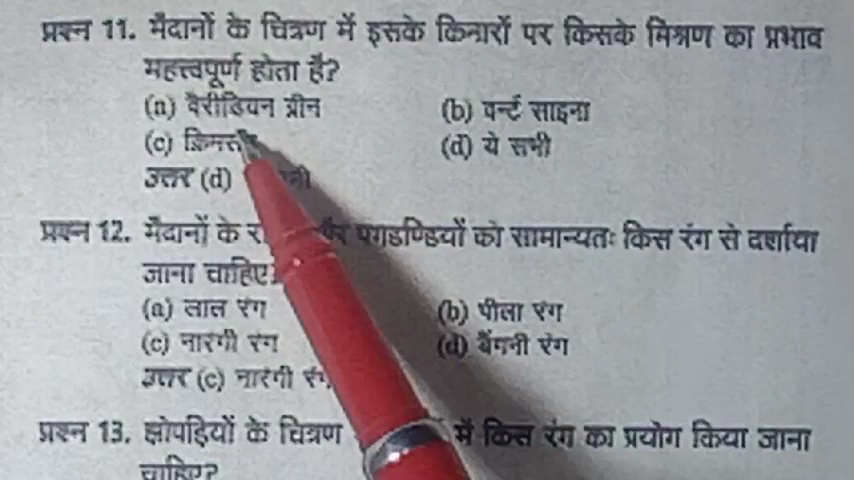 प्रश्न 11. मैदानों के चित्रण में इसके किनारों पर किसके मिश्रण का प्रभाव
महत्त्वपूर्ण होता है?
(a) वैरीडियन ग्रीन (b) वर्न्ट साइना
(c) (d) ये सभी
उत्तर (d)
प्रश्न 12. मैदानों के पगडण्डियों को सामान्यतः किस रंग से दर्शाया
जाना चाहिए?
(a) लाल रंग (b) पीला रंग
(c) नारंगी रंग (d) बैंगनी रंग
उत्तर (c) नारंगी
प्रश्न 13. झोपड़ियों के चित्रण में किस रंग का प्रयोग किया जाना
चाहिए?